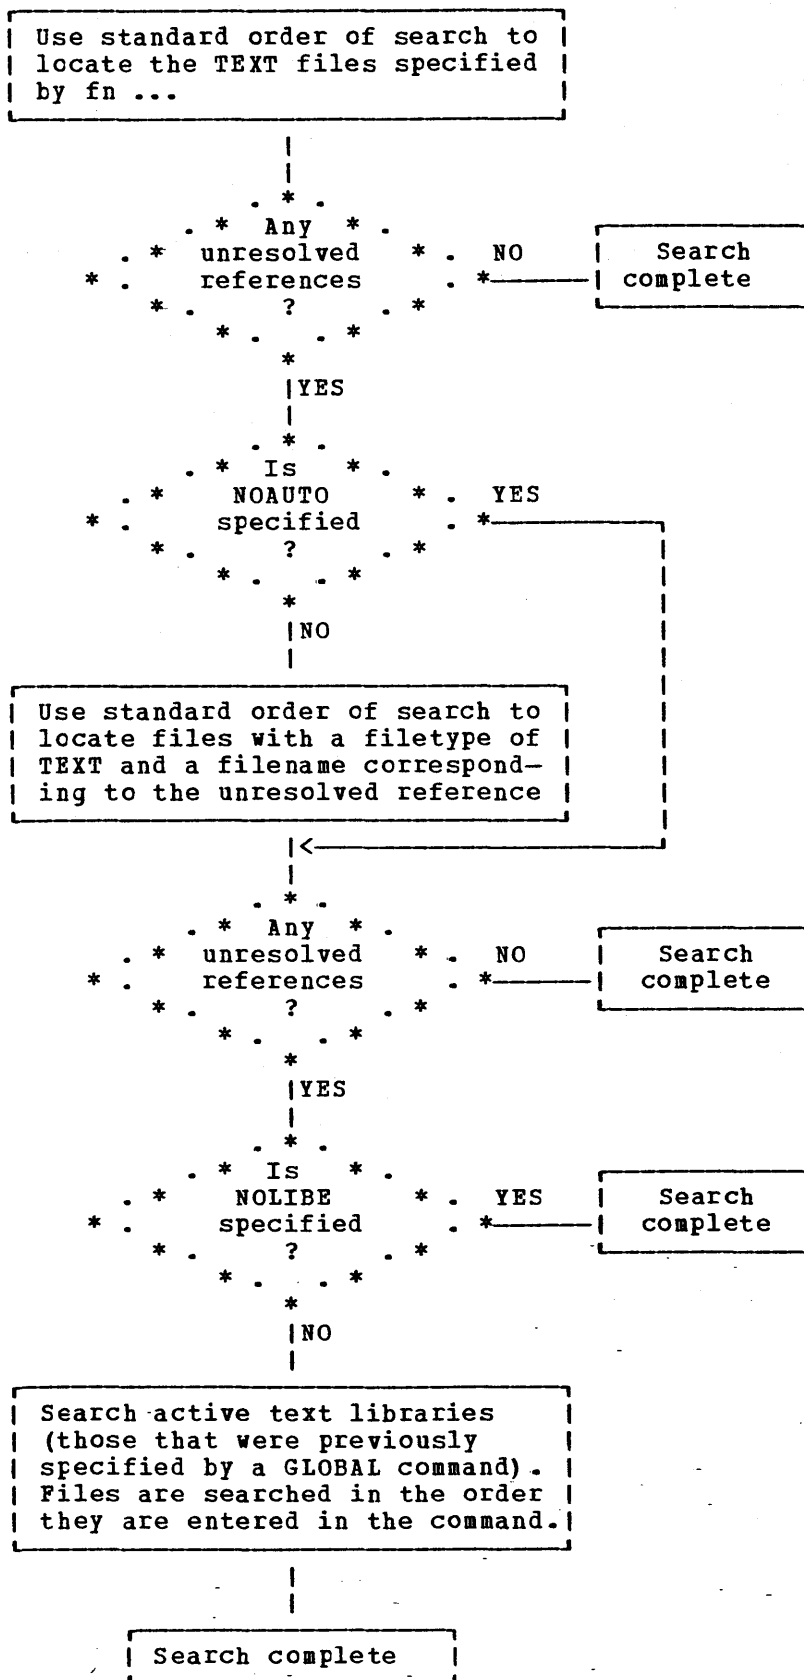 Use standard order of search to
locate the TEXT files specified
by fn ...
Any
unresolved
references
?
NO
Search
complete
YES
Is
NOAUTO
specified
?
YES
NO
Use standard order of search to
locate files with a filetype of
TEXT and a filename correspond-
ing to the unresolved reference
Any
unresolved
references
?
NO
Search
complete
YES
Is
NOLIBE
specified
?
YES
Search
complete
NO
Search active text libraries
(those that were previously
specified by a GLOBAL command).
Files are searched in the order
they are entered in the command.
Search complete